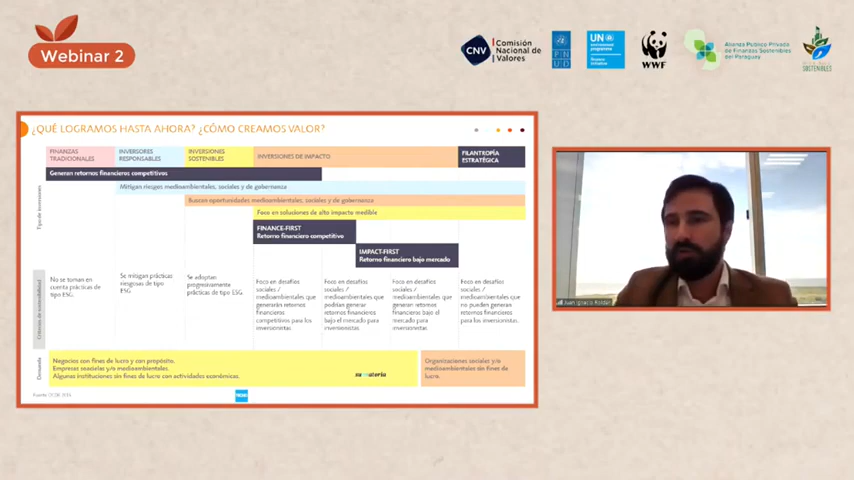 Webinar 2
CNV
Comisión
Nacional de
Valores
PNUD
UN
WWF
Alianza Público Privada
de Finanzas Sostenibles
del Paraguay
SOSTENIBLES
¿QUÉ LOGRAMOS HASTA AHORA? ¿CÓMO CREAMOS VALOR?
FINANZAS
TRADICIONALES
INVERSORES
RESPONSABLES
INVERSIONES
SOSTENIBLES
INVERSIONES DE IMPACTO
FILANTROPÍA
ESTRATÉGICA
Generan retornos financieros competitivos
Mitigan riesgos medioambientales, sociales y de gobernanza
Buscan oportunidades medioambientales, sociales y de gobernanza
Foco en soluciones de alto impacto medible
FINANCE-FIRST
Retorno financiero competitivo
IMPACT-FIRST
Retorno financiero bajo mercado
Tipo de inversiones
Criterios de sostenibilidad
No se toman en
cuenta prácticas de
tipo ESG.
Se mitigan prácticas
riesgosas de tipo
ESG
Se adoptan
progresivamente
prácticas de tipo ESG.
Foco en desafíos
sociales /
medioambientales que
generarán retornos
financieros
competitivos para los
inversionistas
Foco en desafíos
sociales /
medioambientales que
podrían generar
retornos financieros
bajo el mercado para
inversionistas.
Foco en desafíos
sociales /
medioambientales que
generan retornos
financieros bajo el
mercado para
inversionistas.
Foco en desafíos
sociales /
medioambientales que
no pueden generar
retornos financieros
para los inversionistas.
Demanda
Negocios con fines de lucro y con propósito.
Empresas sociales y/o medioambientales.
Algunas instituciones sin fines de lucro con actividades económicas.
sumatoria
Organizaciones sociales y/o
medioambientales sin fines de
lucro.
Juan Ignacio Roldán